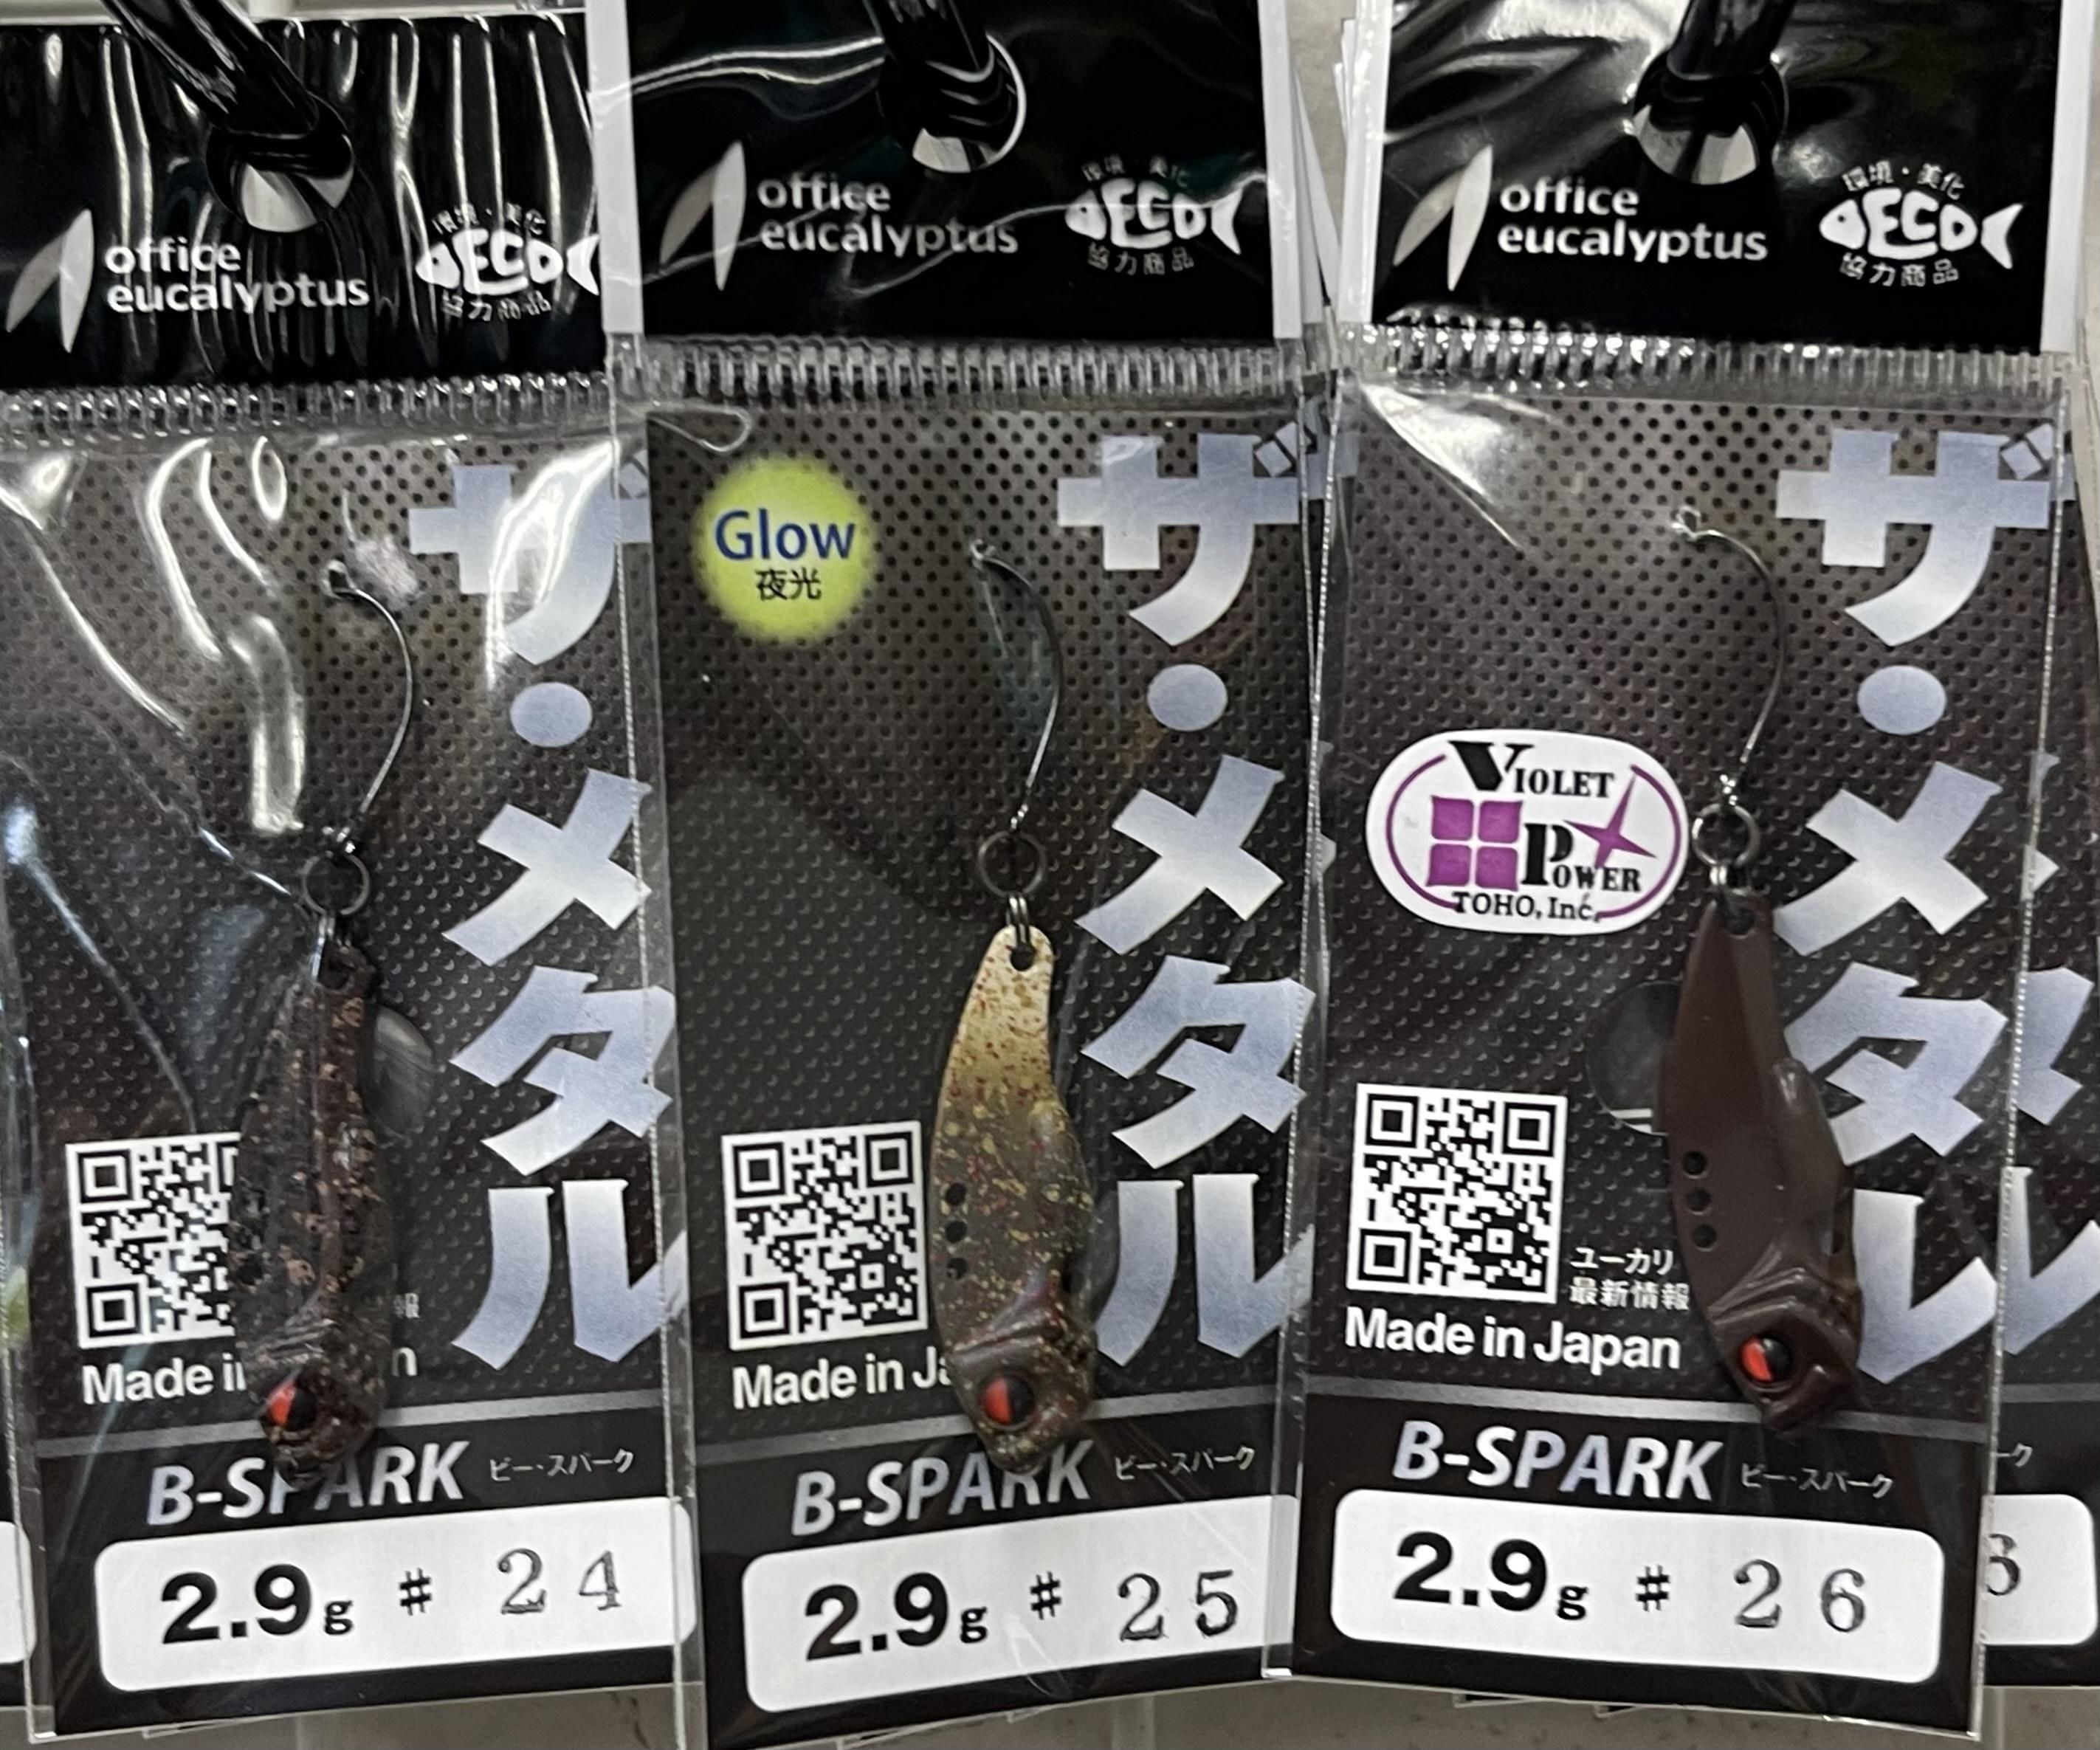 office
eucalyptus
環境・美化
ECO
協力商品
ザ・メタル
報
Made in
n
B-SPARK ビー・スパーク
2.9g # 24
office
eucalyptus
環境・美化
ECO
協力商品
Glow
夜光
ザ・メタル
Made in Ja
B-SPARK ビー・スパーク
2.9g # 25
office
eucalyptus
環境・美化
ECO
協力商品
ザ・メタル
VIOLET
POWER
TOHO, Inc.
ユーカリ
最新情報
Made in Japan
B-SPARK ビー・スパーク
2.9g # 26